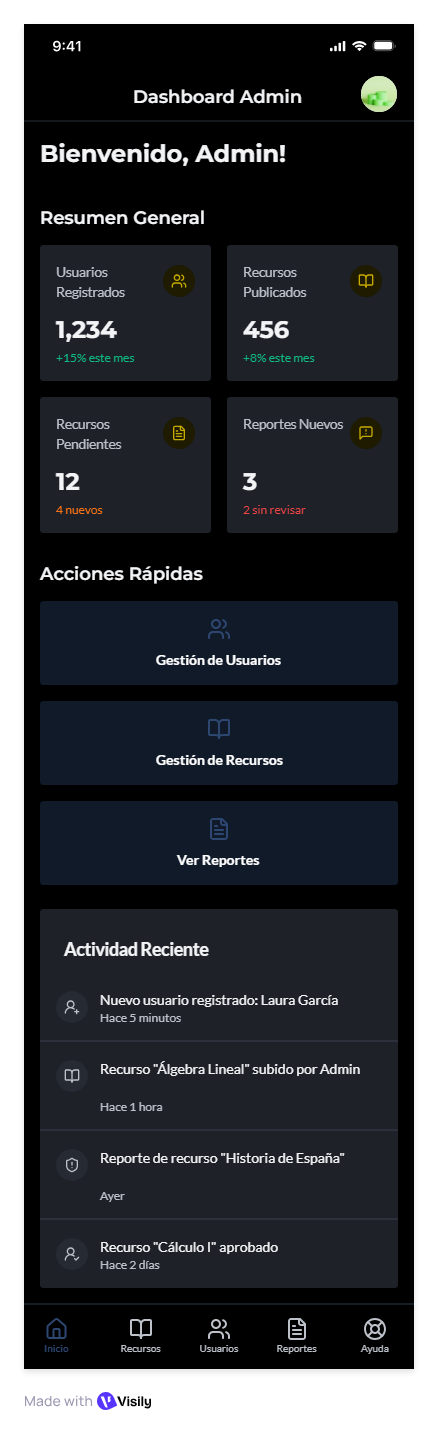 9:41
Dashboard Admin
Bienvenido, Admin!
Resumen General
Usuarios
Registrados
1,234
+15% este mes
Recursos
Publicados
456
+8% este mes
Recursos
Pendientes
12
4 nuevos
Reportes Nuevos
3
2 sin revisar
Acciones Rápidas
Gestión de Usuarios
Gestión de Recursos
Ver Reportes
Actividad Reciente
Nuevo usuario registrado: Laura García
Hace 5 minutos
Recurso "Álgebra Lineal" subido por Admin
Hace 1 hora
Reporte de recurso "Historia de España"
Ayer
Recurso "Cálculo I" aprobado
Hace 2 días
Inicio
Recursos
Usuarios
Reportes
Ayuda
Made with Visily